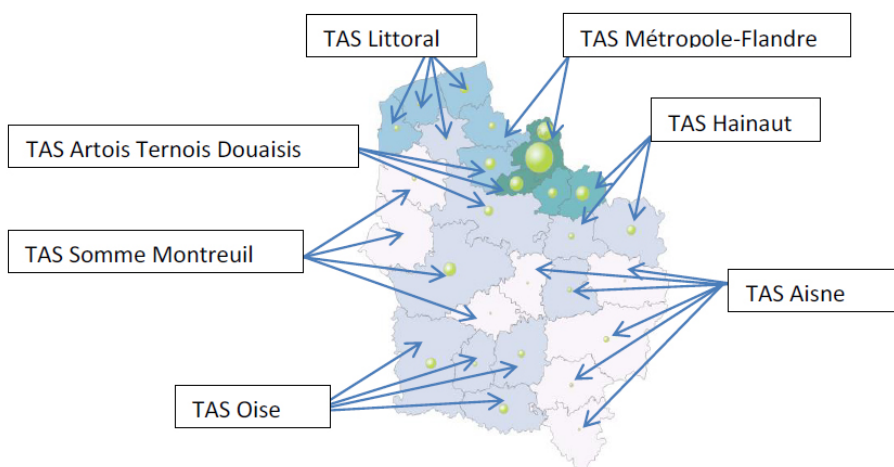 TAS Littoral
TAS Métropole-Flandre
TAS Hainaut
TAS Artois Ternois Douaisis
TAS Somme Montreuil
TAS Aisne
TAS Oise